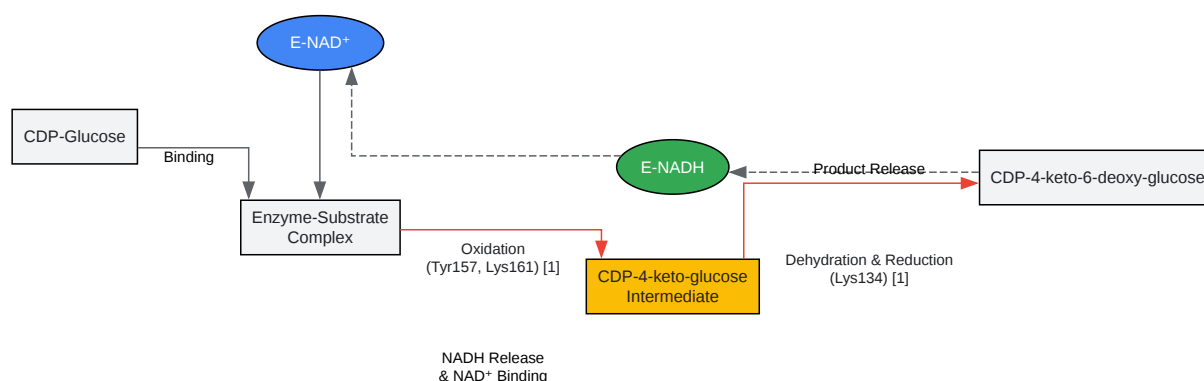 E-NAD⁺
CDP-Glucose
Binding
E-NADH
Product Release
CDP-4-keto-6-deoxy-glucose
Enzyme-Substrate
Complex
Oxidation
(Tyr157, Lys161) [1]
CDP-4-keto-glucose
Intermediate
Dehydration & Reduction
(Lys134) [1]
NADH Release
& NAD⁺ Binding